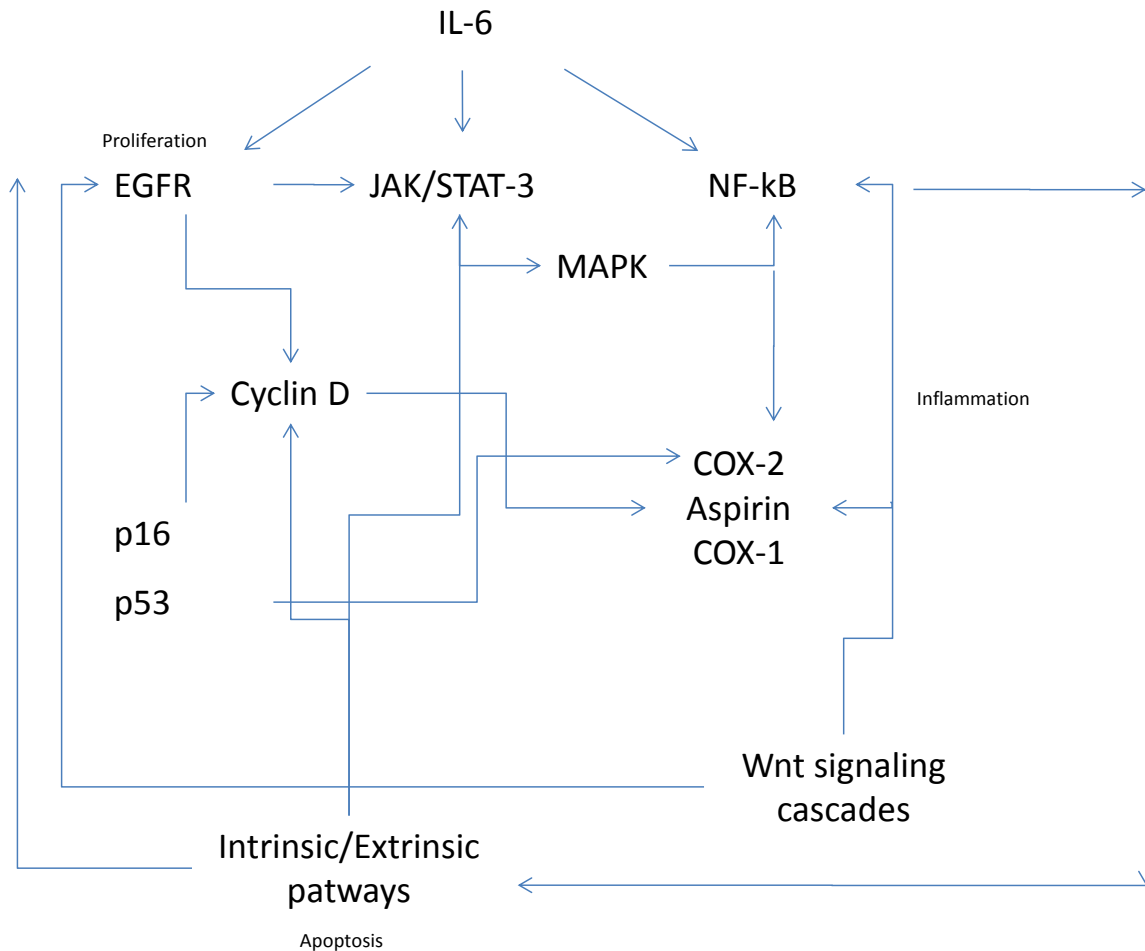 IL-6
Proliferation
EGFR
JAK/STAT-3
NF-kB
MAPK
Cyclin D
Inflammation
COX-2
Aspirin
COX-1
p16
p53
Wnt signaling
cascades
Intrinsic/Extrinsic
patways
Apoptosis